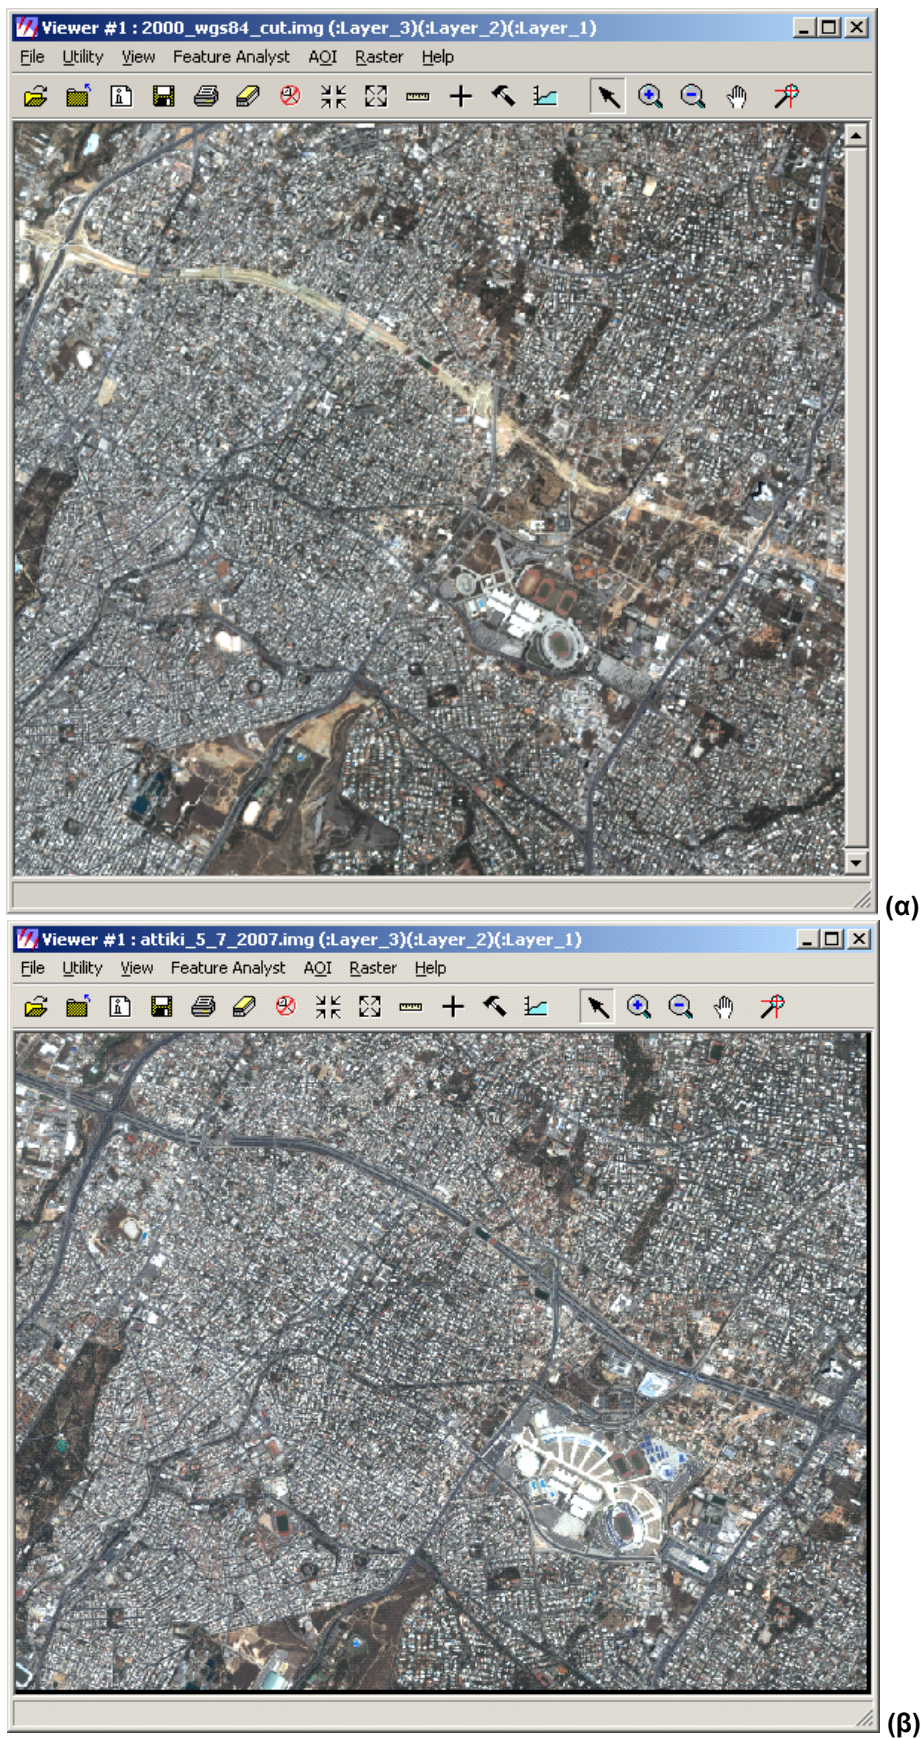 Viewer #1 : 2000_wgs84_cut.img (:Layer_3)(:Layer_2)(:Layer_1)
File Utility View Feature Analyst AOI Raster Help
(α)
Viewer #1 : attiki_5_7_2007.img (:Layer_3)(:Layer_2)(:Layer_1)
File Utility View Feature Analyst AOI Raster Help
(β)